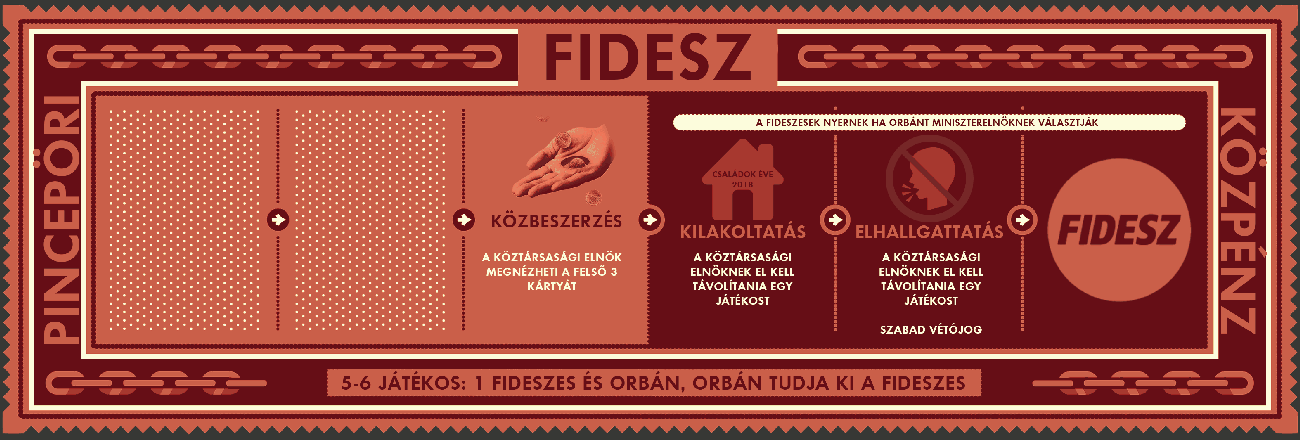 FIDESZ
PINCEPÖRI
KÖZPÉNZ
A FIDESZESEK NYERNEK HA ORBÁNT MINISZTERELNÖKNEK VÁLASZTJÁK
KÖZBESZERZÉS
A KÖZTÁRSASÁGI ELNÖK
MEGNÉZHETI A FELSŐ 3
KÁRTYÁT
CSALÁDOK ÉVE
2018
KILAKOLTATÁS
A KÖZTÁRSASÁGI
ELNÖKNEK EL KELL
TÁVOLÍTANIA EGY
JÁTÉKOST
ELHALLGATTATÁS
A KÖZTÁRSASÁGI
ELNÖKNEK EL KELL
TÁVOLÍTANIA EGY
JÁTÉKOST
SZABAD VÉTÓJOG
FIDESZ
5-6 JÁTÉKOS: 1 FIDESZES ÉS ORBÁN, ORBÁN TUDJA KI A FIDESZES